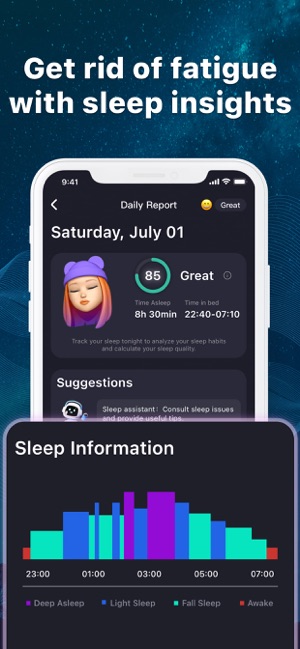 Get rid of fatigue
with sleep insights
9:41
Daily Report
Great
Saturday, July 01
85
Great
Time Asleep
Time in bed
8h 30min
22:40-07:10
Track your sleep tonight to analyze your sleep habits
and calculate your sleep quality.
Suggestions
Sleep assistant: Consult sleep issues
and provide useful tips.
Sleep Information
23:00 01:00 03:00 05:00 07:00
Deep Asleep Light Sleep Fall Sleep Awake